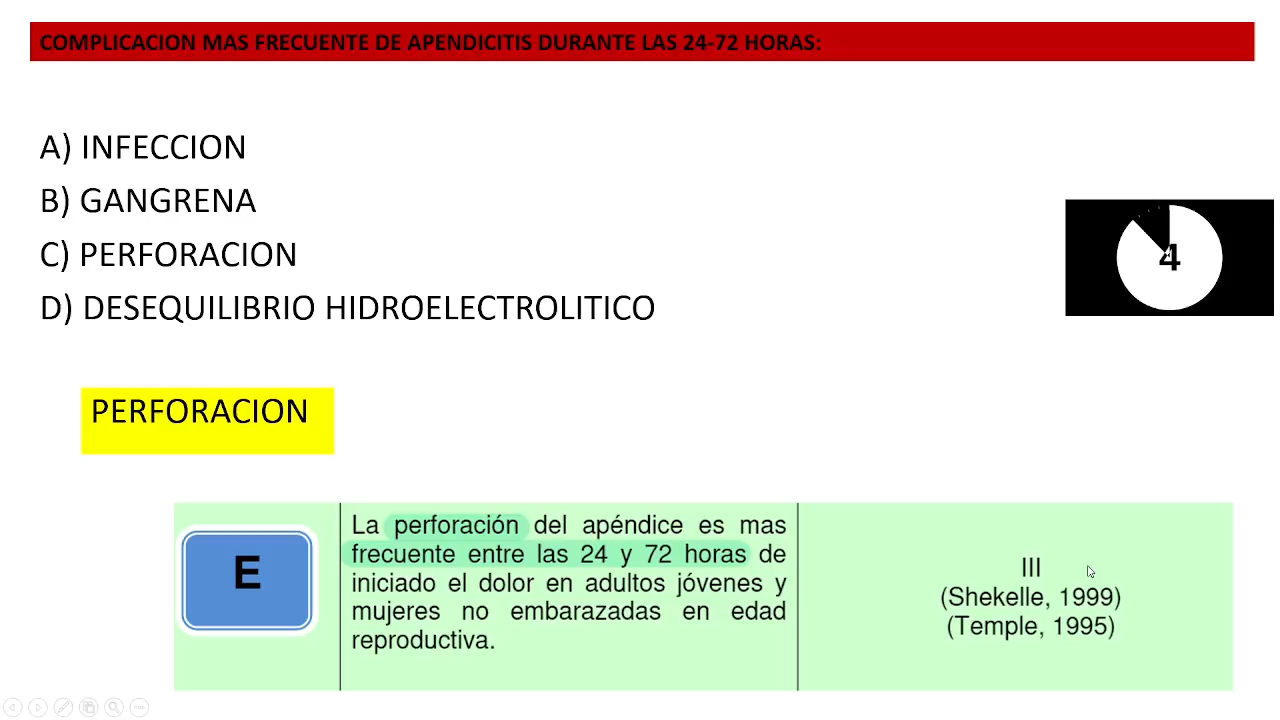 COMPLICACION MAS FRECUENTE DE APENDICITIS DURANTE LAS 24-72 HORAS:
A) INFECCION
B) GANGRENA
C) PERFORACION
D) DESEQUILIBRIO HIDROELECTROLITICO
4
PERFORACION
E
La perforación del apéndice es mas
frecuente entre las 24 y 72 horas de
iniciado el dolor en adultos jóvenes y
mujeres no embarazadas en edad
reproductiva.
III
(Shekelle, 1999)
(Temple, 1995)